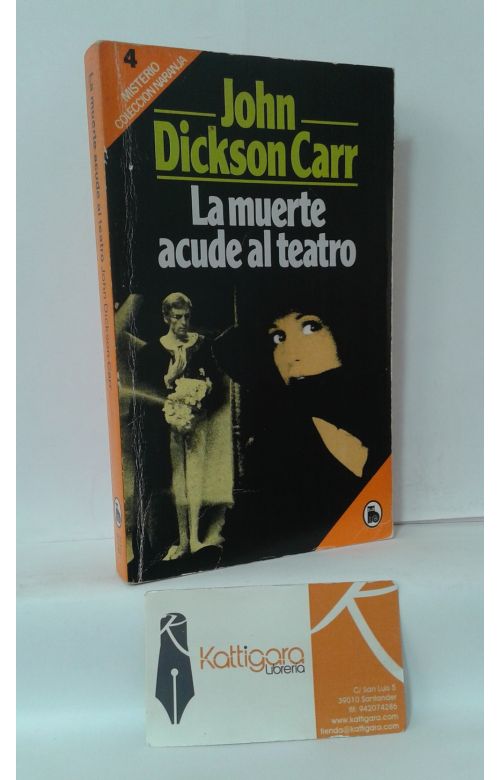 4
MISTERIO
COLECCION NARANJA
John
Dickson Carr
La muerte
acude al teatro
La muerte acude al teatro John Dickson Carr
R
Kattigara
Librería
C/ San Luis 5
39010 Santander
tlf: 942074286
www.kattigara.com
tienda@kattigara.com